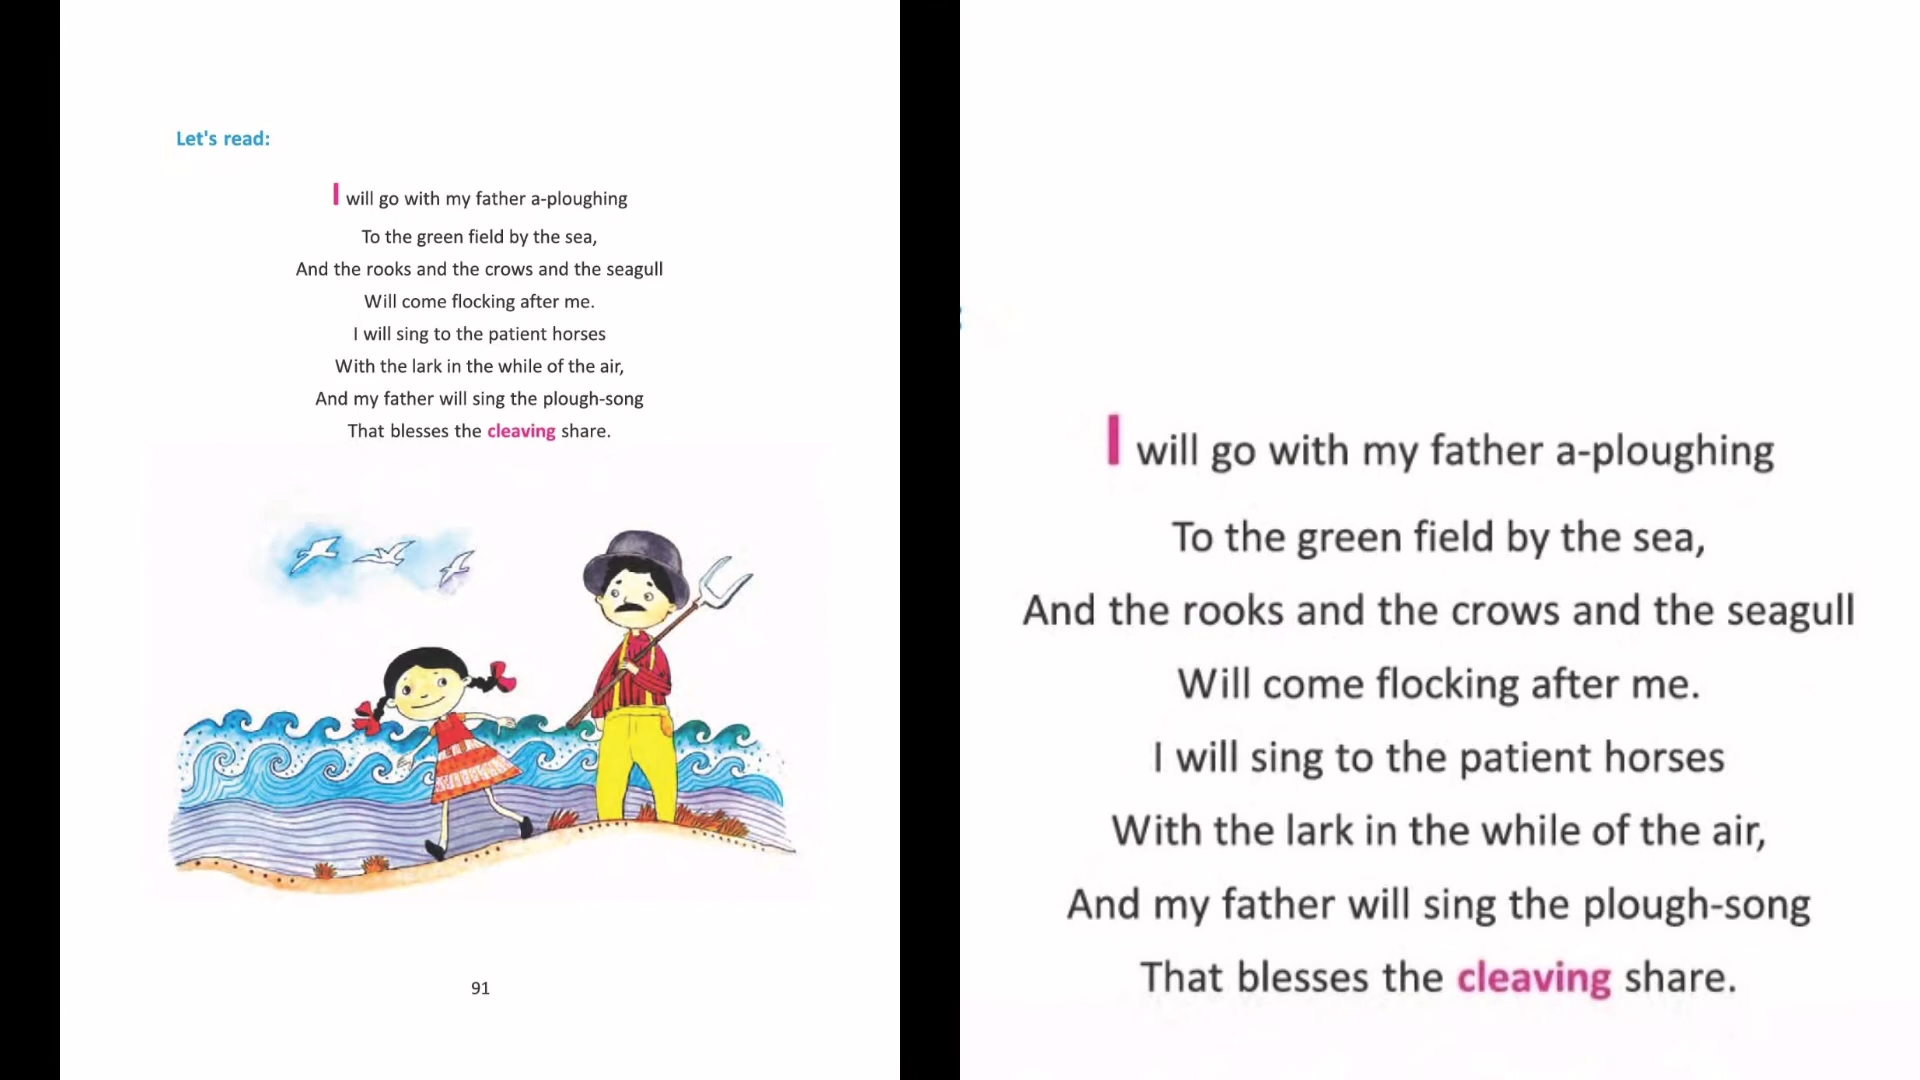 Let's read:
I will go with my father a-ploughing
To the green field by the sea,
And the rooks and the crows and the seagull
Will come flocking after me.
I will sing to the patient horses
With the lark in the while of the air,
And my father will sing the plough-song
That blesses the cleaving share.
91
I will go with my father a-ploughing
To the green field by the sea,
And the rooks and the crows and the seagull
Will come flocking after me.
I will sing to the patient horses
With the lark in the while of the air,
And my father will sing the plough-song
That blesses the cleaving share.